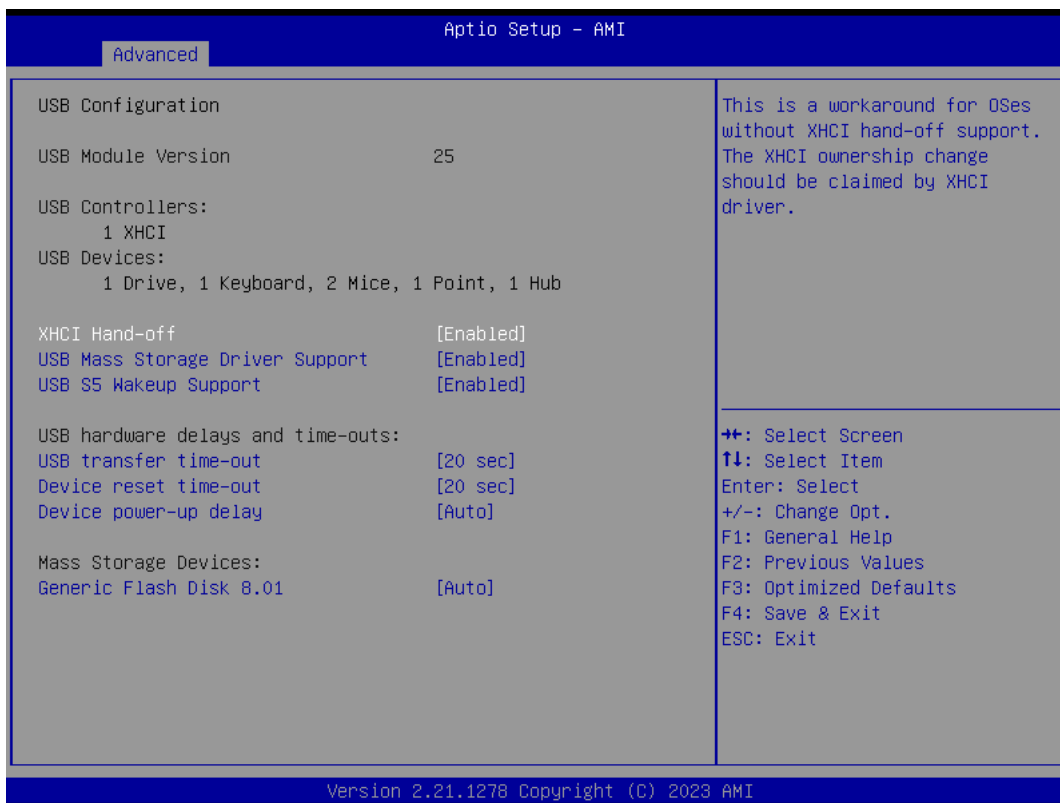 Aptio Setup – AMI
Advanced
USB Configuration
USB Module Version 25
USB Controllers:
1 XHCI
USB Devices:
1 Drive, 1 Keyboard, 2 Mice, 1 Point, 1 Hub
XHCI Hand-off [Enabled]
USB Mass Storage Driver Support [Enabled]
USB S5 Wakeup Support [Enabled]
USB hardware delays and time-outs:
USB transfer time-out [20 sec]
Device reset time-out [20 sec]
Device power-up delay [Auto]
Mass Storage Devices:
Generic Flash Disk 8.01 [Auto]
This is a workaround for OSes
without XHCI hand-off support.
The XHCI ownership change
should be claimed by XHCI
driver.
→←: Select Screen
↑↓: Select Item
Enter: Select
+/-: Change Opt.
F1: General Help
F2: Previous Values
F3: Optimized Defaults
F4: Save & Exit
ESC: Exit
Version 2.21.1278 Copyright (C) 2023 AMI